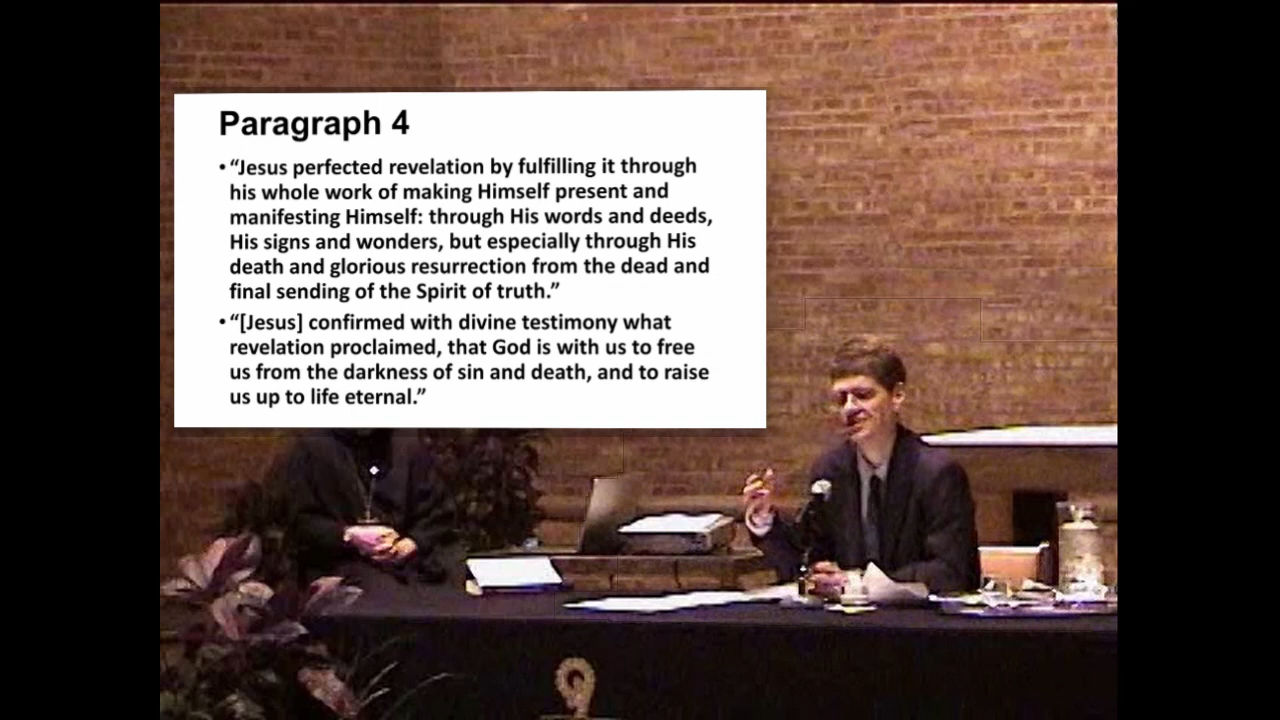 Paragraph 4
• “Jesus perfected revelation by fulfilling it through
his whole work of making Himself present and
manifesting Himself: through His words and deeds,
His signs and wonders, but especially through His
death and glorious resurrection from the dead and
final sending of the Spirit of truth.”
• “[Jesus] confirmed with divine testimony what
revelation proclaimed, that God is with us to free
us from the darkness of sin and death, and to raise
us up to life eternal.”